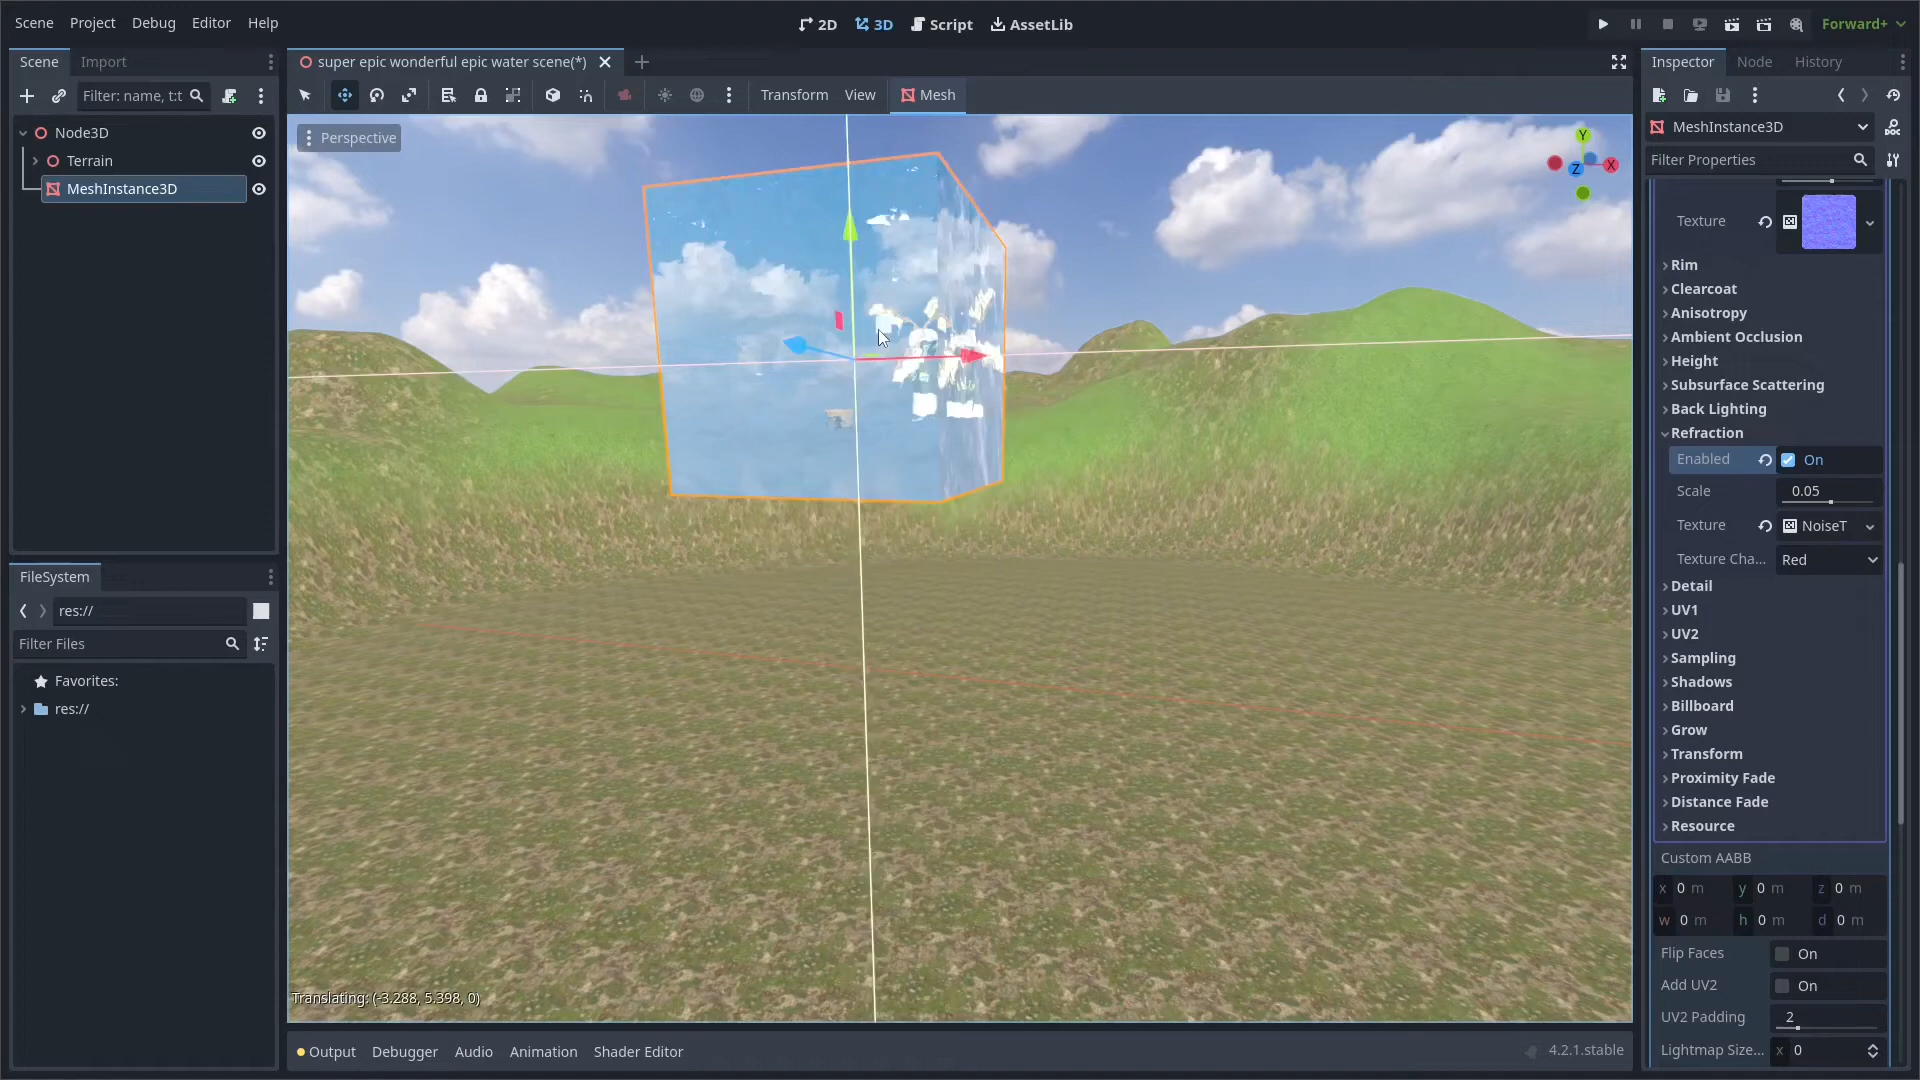 Scene Project Debug Editor Help
2D 3D Script AssetLib
Forward+
Scene Import
Filter: name, t:t
Node3D
Terrain
MeshInstance3D
FileSystem
res://
Filter Files
Favorites:
res://
super epic wonderful epic water scene(*)
Transform View Mesh
Perspective
Y
X
Z
Translating: (-3.288, 5.398, 0)
Output Debugger Audio Animation Shader Editor
4.2.1.stable
Inspector Node History
MeshInstance3D
Filter Properties
Texture
Rim
Clearcoat
Anisotropy
Ambient Occlusion
Height
Subsurface Scattering
Back Lighting
Refraction
Enabled On
Scale 0.05
Texture NoiseT
Texture Cha... Red
Detail
UV1
UV2
Sampling
Shadows
Billboard
Grow
Transform
Proximity Fade
Distance Fade
Resource
Custom AABB
x 0 m y 0 m z 0 m
w 0 m h 0 m d 0 m
Flip Faces On
Add UV2 On
UV2 Padding 2
Lightmap Size... x 0